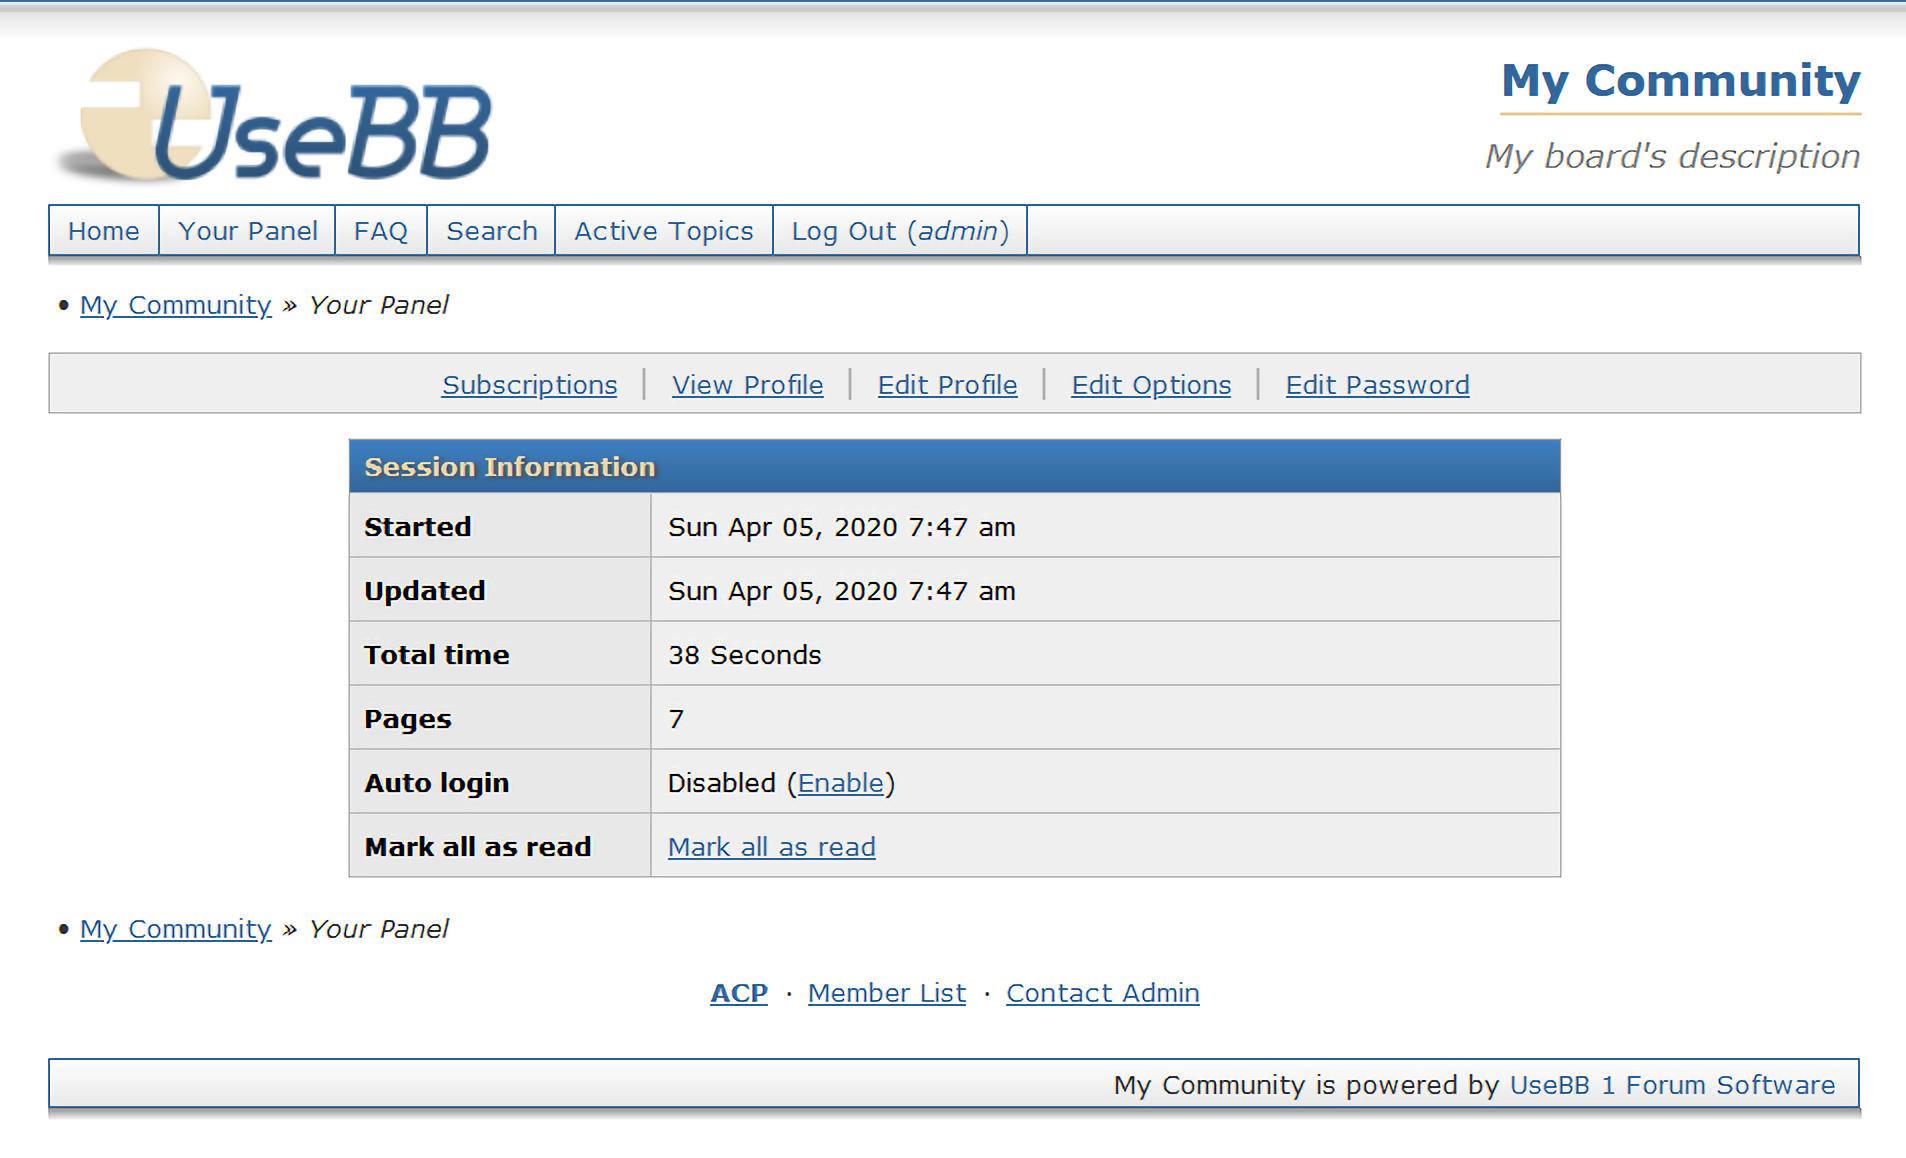 UseBB
My Community
My board's description
Home Your Panel FAQ Search Active Topics Log Out (admin)
• My Community » Your Panel
Subscriptions | View Profile | Edit Profile | Edit Options | Edit Password
Session Information
Started Sun Apr 05, 2020 7:47 am
Updated Sun Apr 05, 2020 7:47 am
Total time 38 Seconds
Pages 7
Auto login Disabled (Enable)
Mark all as read Mark all as read
• My Community » Your Panel
ACP · Member List · Contact Admin
My Community is powered by UseBB 1 Forum Software